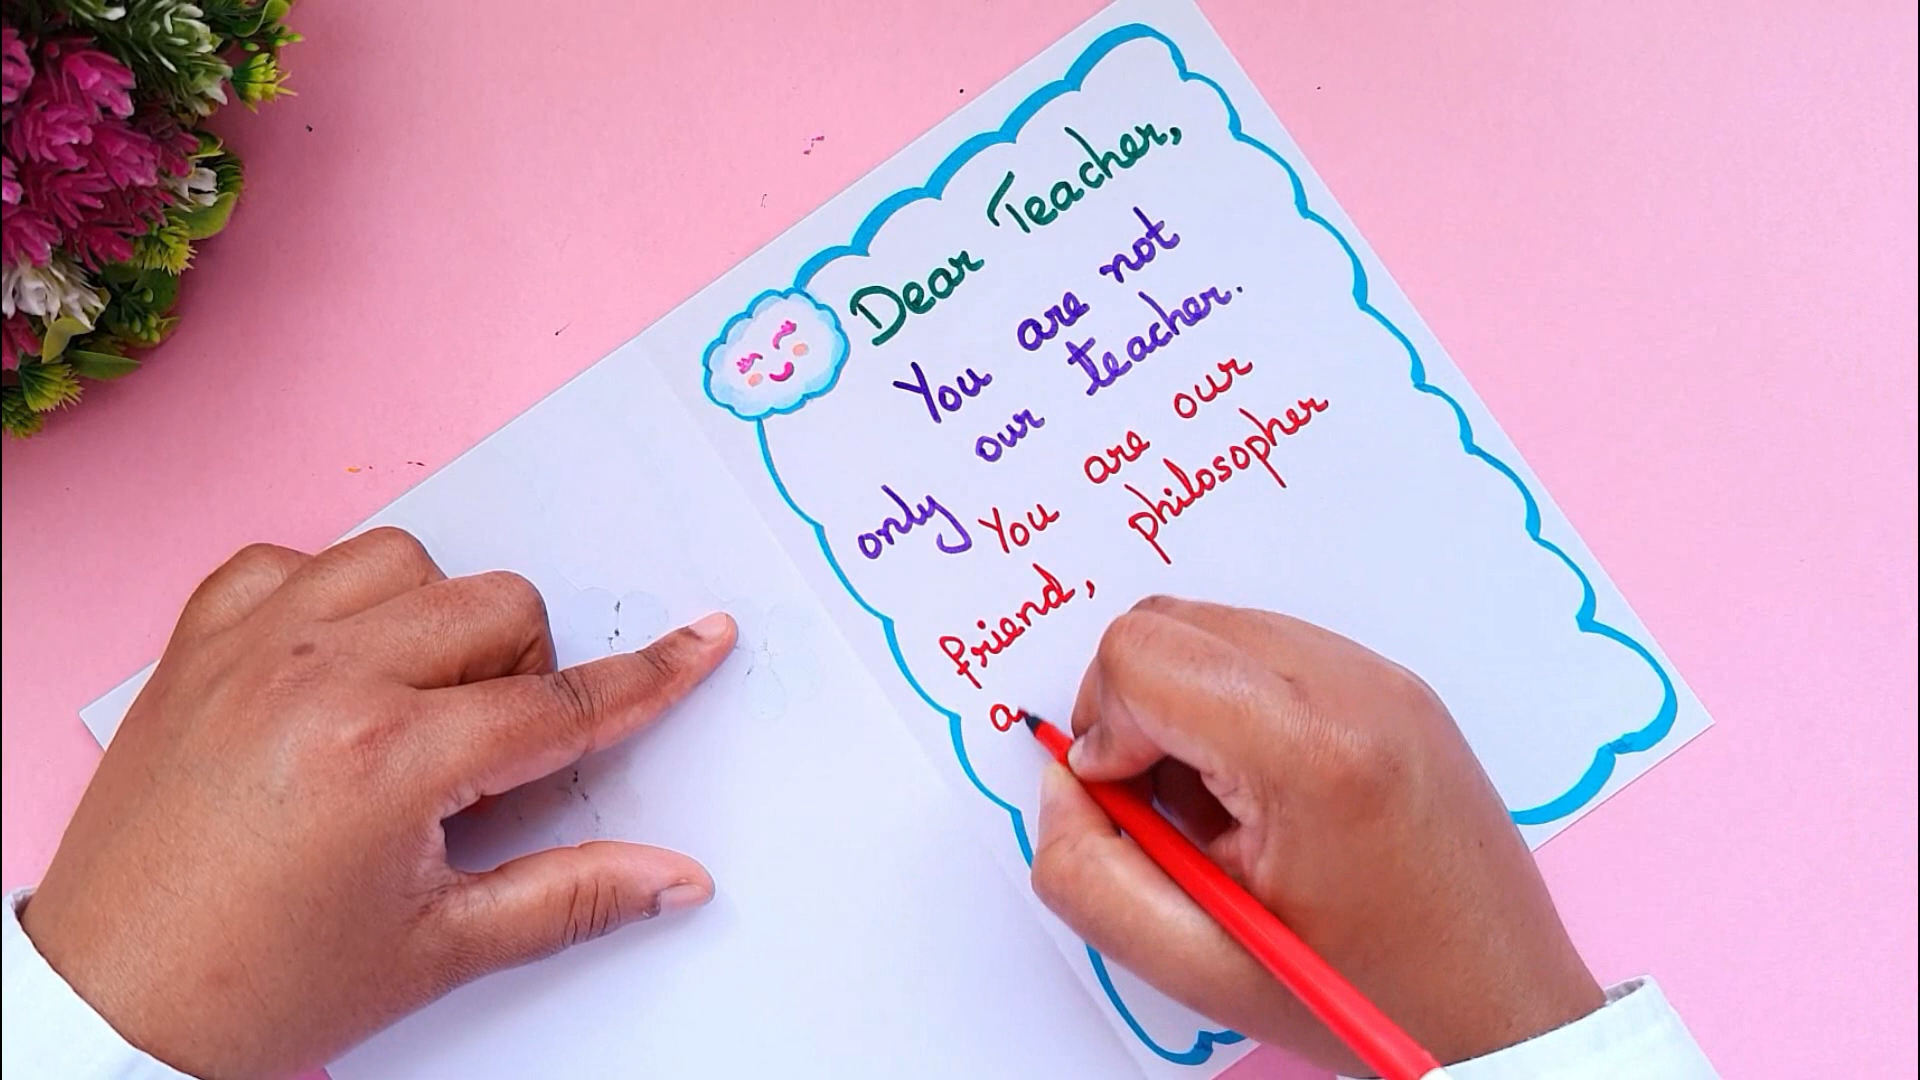 Dear Teacher,
You are not
only our teacher.
You are our
friend, philosopher
a